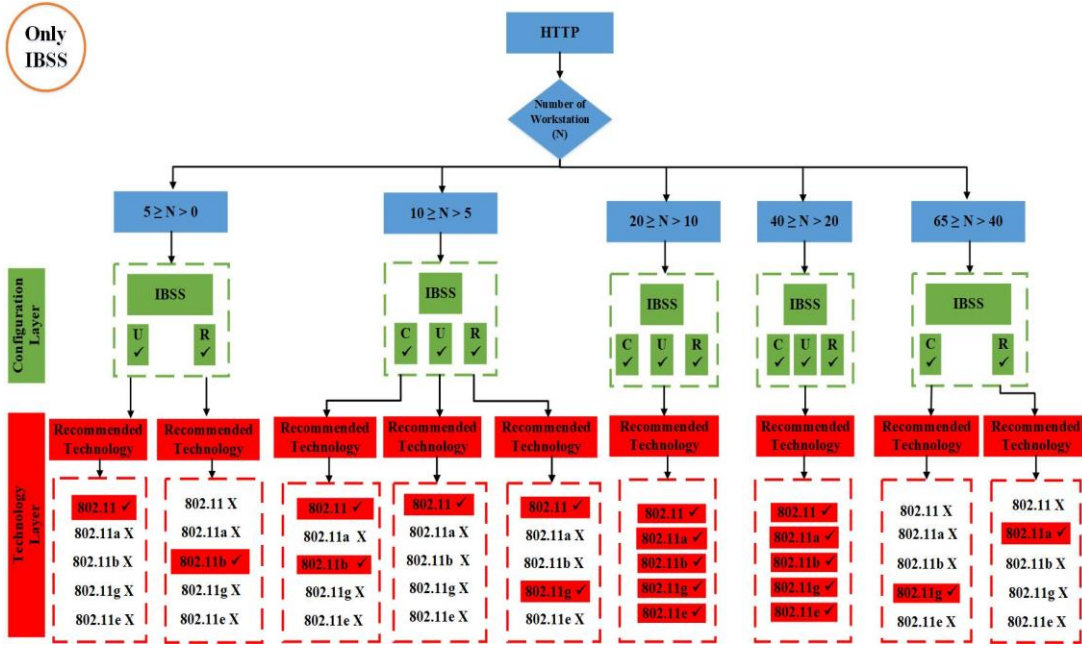 Only
IBSS
HTTP
Number of
Workstation
(N)
5 ≥ N > 0
10 ≥ N > 5
20 ≥ N > 10
40 ≥ N > 20
65 ≥ N > 40
Configuration
Layer
IBSS
U ✓
R ✓
IBSS
C ✓
U ✓
R ✓
IBSS
C ✓
U ✓
R ✓
IBSS
C ✓
U ✓
R ✓
IBSS
C ✓
R ✓
Technology
Layer
Recommended
Technology
802.11 ✓
802.11a X
802.11b X
802.11g X
802.11e X
Recommended
Technology
802.11 X
802.11a X
802.11b ✓
802.11g X
802.11e X
Recommended
Technology
802.11 ✓
802.11a X
802.11b ✓
802.11g X
802.11e X
Recommended
Technology
802.11 ✓
802.11a X
802.11b X
802.11g X
802.11e X
Recommended
Technology
802.11 ✓
802.11a X
802.11b X
802.11g ✓
802.11e X
Recommended
Technology
802.11 ✓
802.11a ✓
802.11b ✓
802.11g ✓
802.11e ✓
Recommended
Technology
802.11 ✓
802.11a ✓
802.11b ✓
802.11g ✓
802.11e ✓
Recommended
Technology
802.11 X
802.11a X
802.11b X
802.11g ✓
802.11e X
Recommended
Technology
802.11 X
802.11a ✓
802.11b X
802.11g X
802.11e X